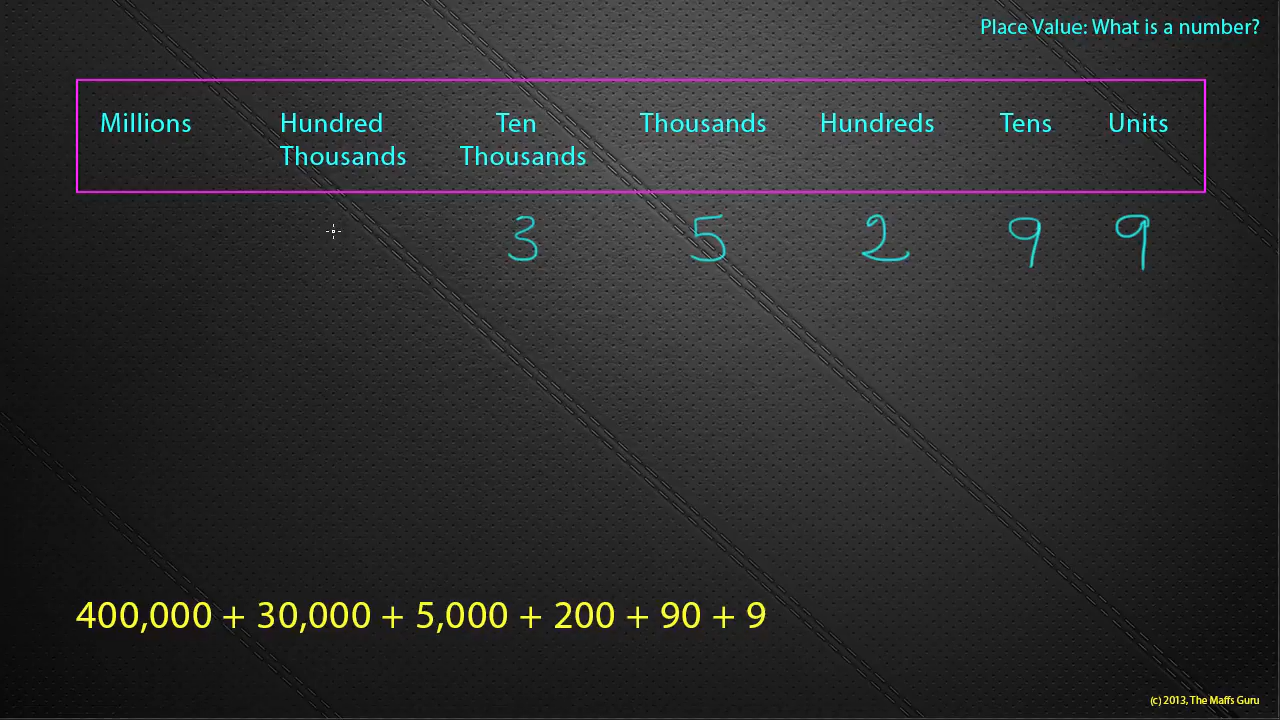 Place Value: What is a number?
Millions Hundred Thousands Ten Thousands Thousands Hundreds Tens Units
3 5 2 9 9
400,000 + 30,000 + 5,000 + 200 + 90 + 9
(c) 2013, The Maffs Guru